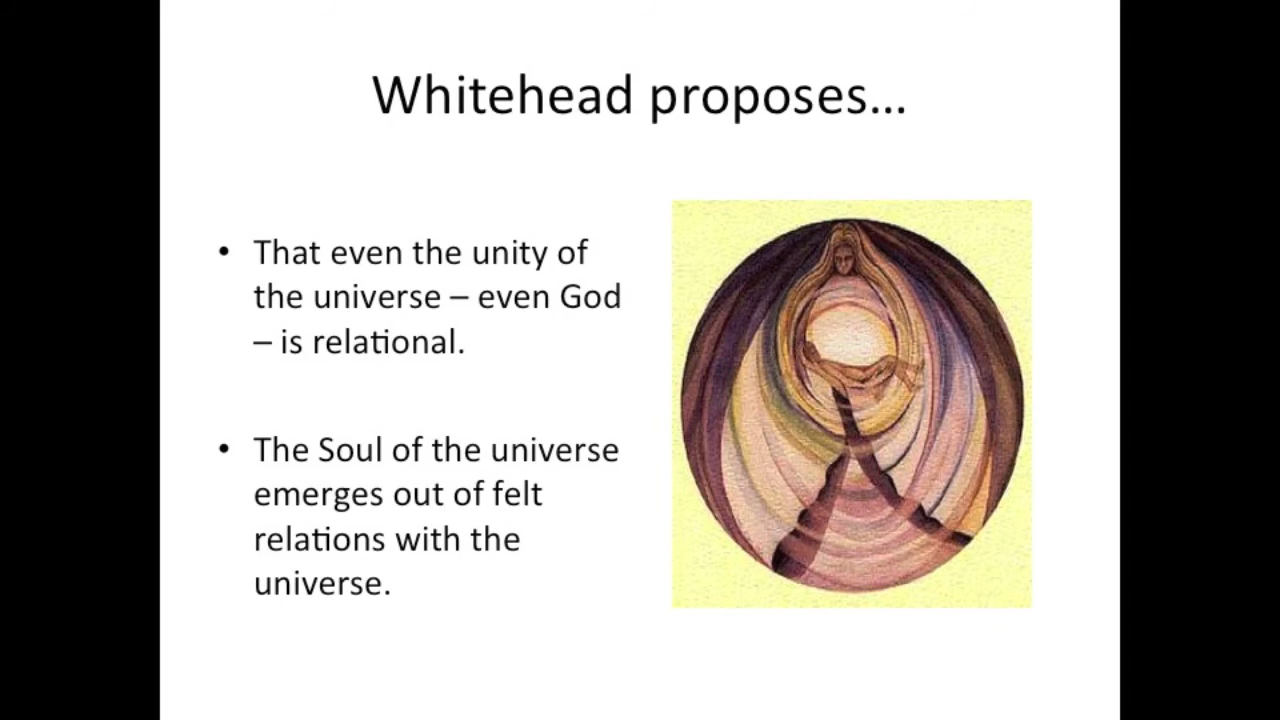 Whitehead proposes…
• That even the unity of
the universe – even God
– is relational.
• The Soul of the universe
emerges out of felt
relations with the
universe.